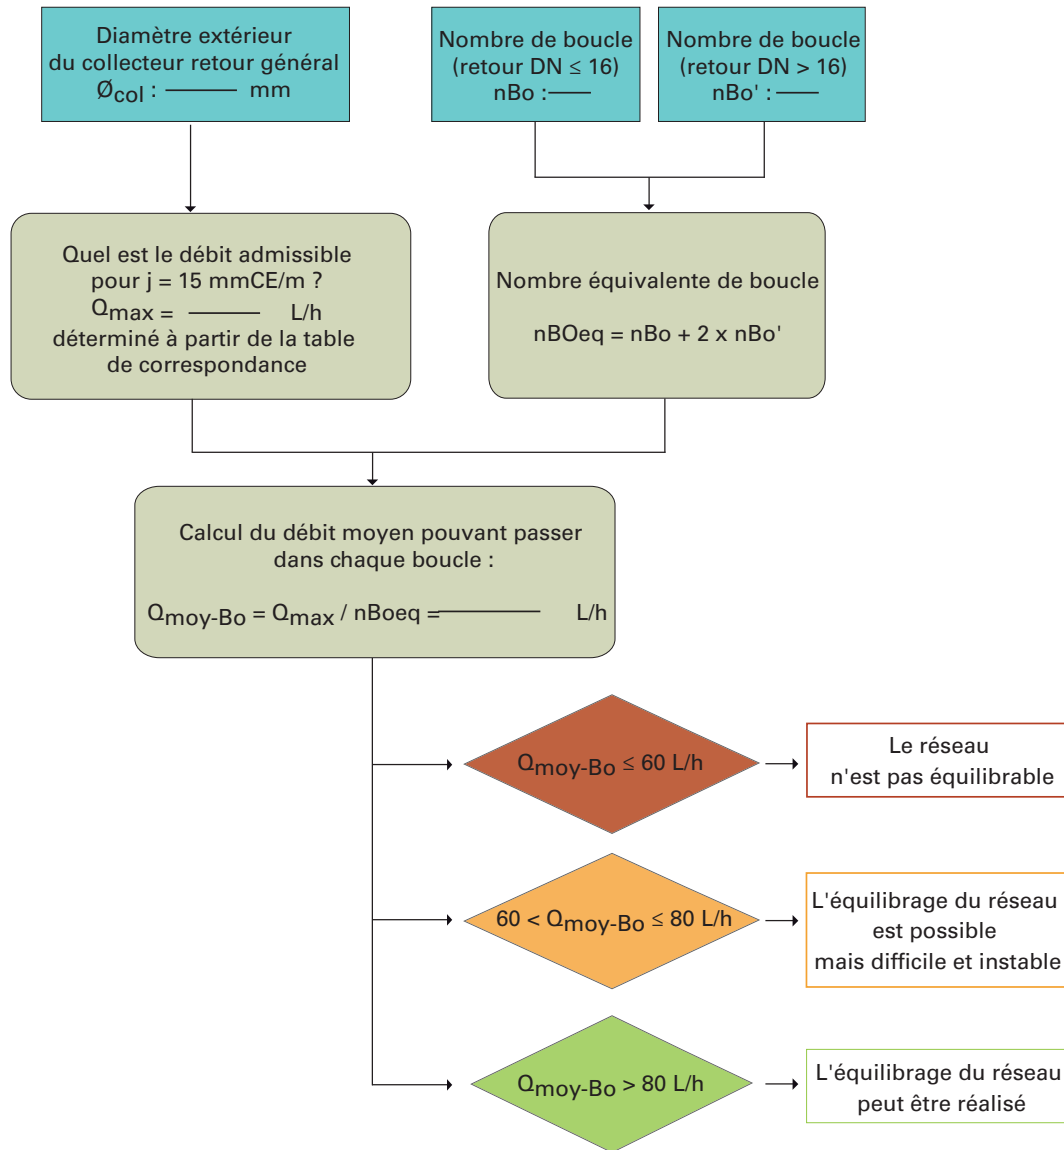 Diamètre extérieur
du collecteur retour général
Øcol : ——— mm
Nombre de boucle
(retour DN ≤ 16)
nBo : ——
Nombre de boucle
(retour DN > 16)
nBo' : ——
Quel est le débit admissible
pour j = 15 mmCE/m ?
Qmax = ——— L/h
déterminé à partir de la table
de correspondance
Nombre équivalente de boucle
nBOeq = nBo + 2 x nBo'
Calcul du débit moyen pouvant passer
dans chaque boucle :
Qmoy-Bo = Qmax / nBoeq = ——— L/h
Qmoy-Bo ≤ 60 L/h
Le réseau
n'est pas équilibrable
60 < Qmoy-Bo ≤ 80 L/h
L'équilibrage du réseau
est possible
mais difficile et instable
Qmoy-Bo > 80 L/h
L'équilibrage du réseau
peut être réalisé